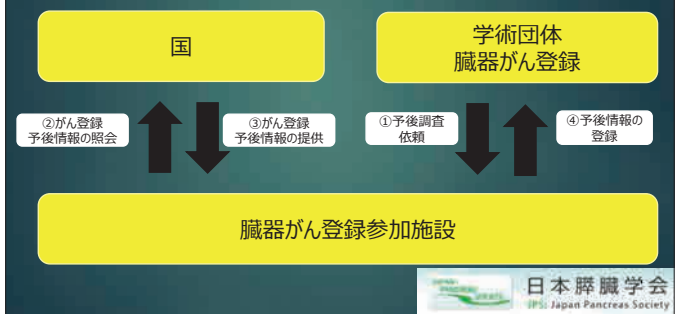 国
学術団体
臓器がん登録
②がん登録
予後情報の照会
③がん登録
予後情報の提供
①予後調査
依頼
④予後情報の
登録
臓器がん登録参加施設
日本膵臓学会
JPS: Japan Pancreas Society